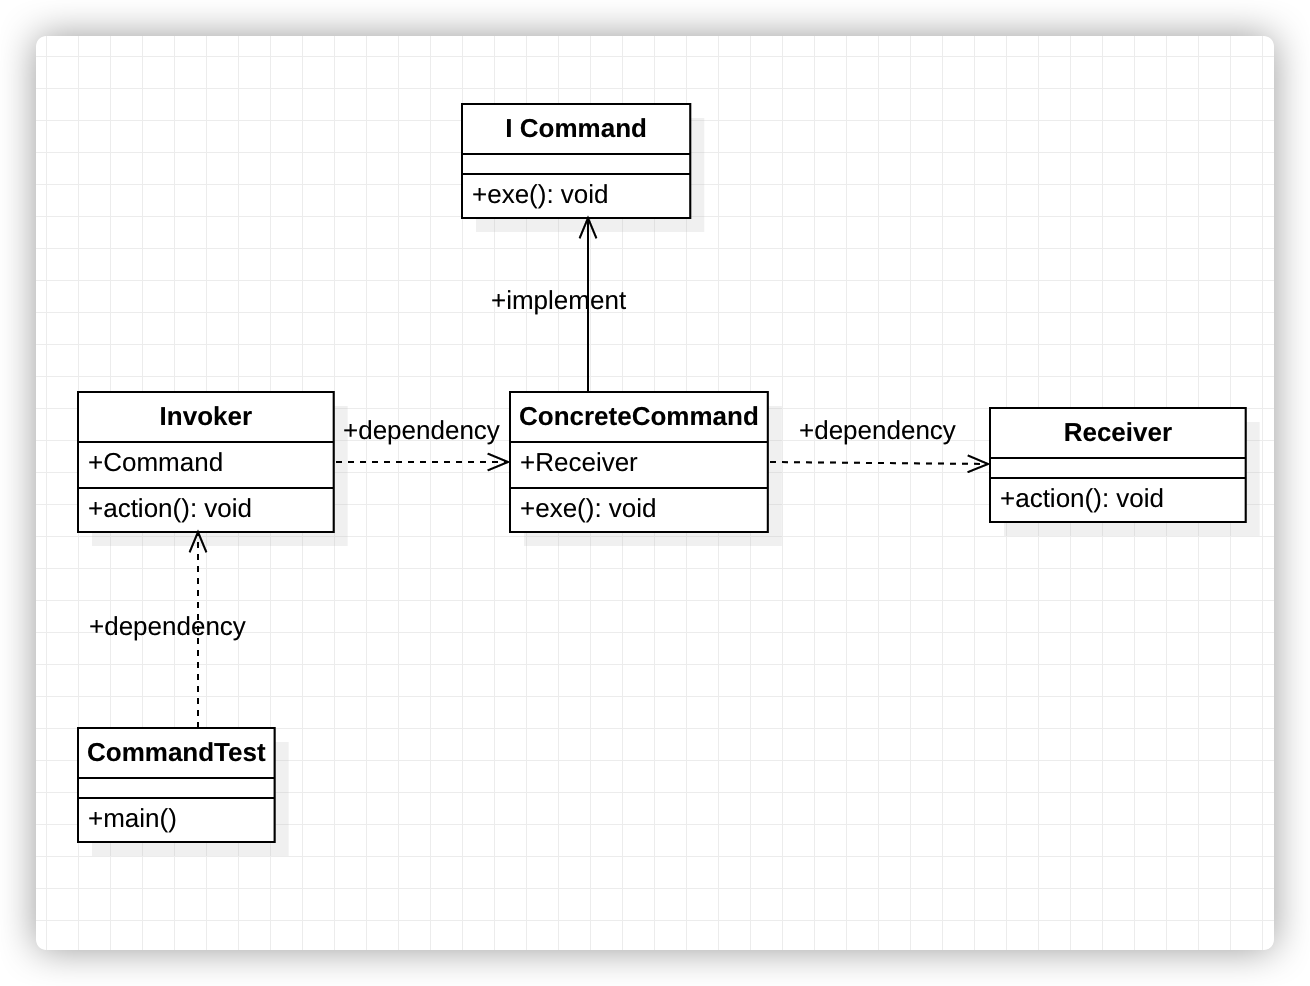 I Command
+exe(): void
+implement
Invoker
+Command
+action(): void
+dependency
ConcreteCommand
+Receiver
+exe(): void
+dependency
Receiver
+action(): void
+dependency
CommandTest
+main()